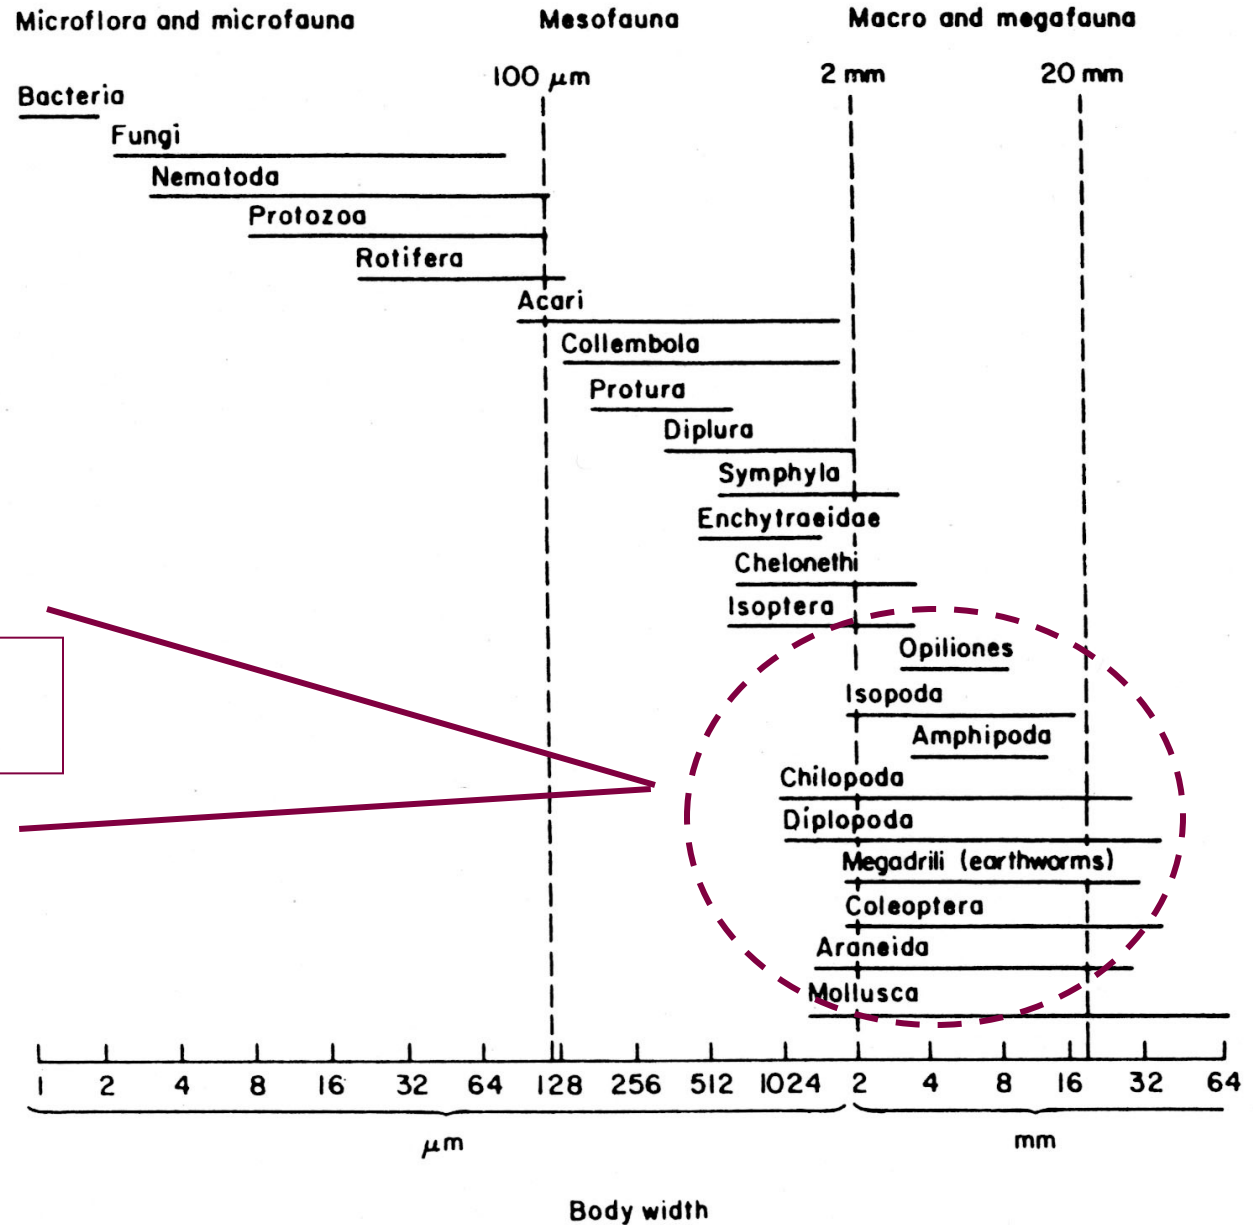 Microflora and microfauna Mesofauna Macro and megafauna
100 μm 2 mm 20 mm
Bacteria
Fungi
Nematoda
Protozoa
Rotifera
Acari
Collembola
Protura
Diplura
Symphyla
Enchytraeidae
Chelonethi
Isoptera
Opiliones
Isopoda
Amphipoda
Chilopoda
Diplopoda
Megadrili (earthworms)
Coleoptera
Araneida
Mollusca
1 2 4 8 16 32 64 128 256 512 1024 2 4 8 16 32 64
μm mm
Body width